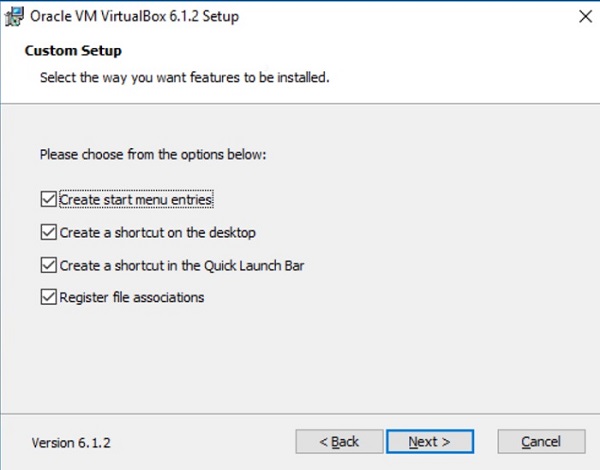 Oracle VM VirtualBox 6.1.2 Setup
Custom Setup
Select the way you want features to be installed.
Please choose from the options below:
Create start menu entries
Create a shortcut on the desktop
Create a shortcut in the Quick Launch Bar
Register file associations
Version 6.1.2
< Back
Next >
Cancel